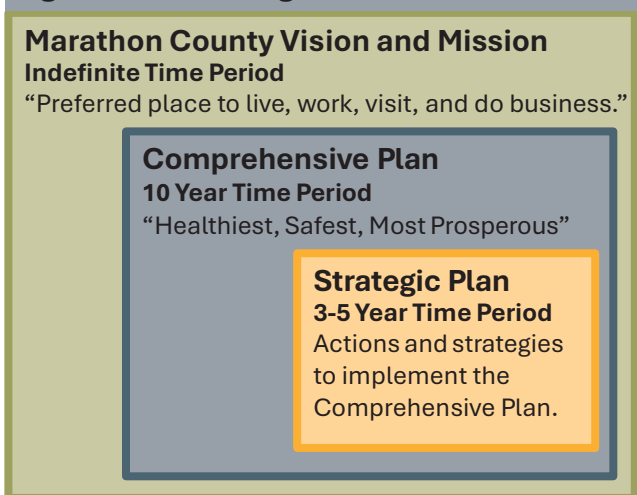 Marathon County Vision and Mission
Indefinite Time Period
“Preferred place to live, work, visit, and do business.”
Comprehensive Plan
10 Year Time Period
“Healthiest, Safest, Most Prosperous”
Strategic Plan
3-5 Year Time Period
Actions and strategies
to implement the
Comprehensive Plan.